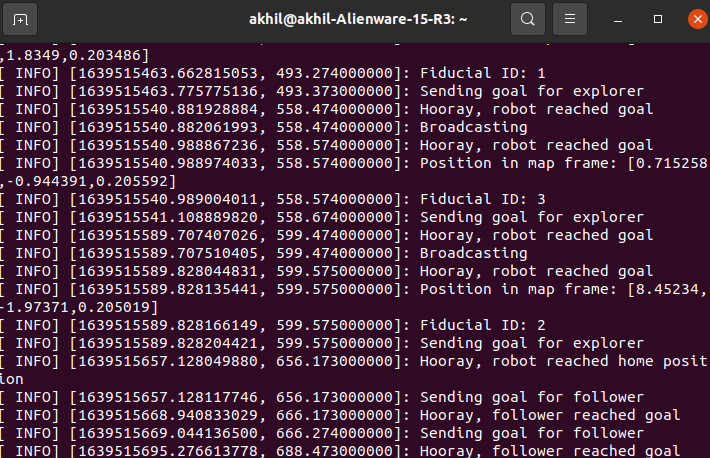 akhil@akhil-Alienware-15-R3: ~
,1.8349,0.203486]
[ INFO] [1639515463.662815053, 493.274000000]: Fiducial ID: 1
[ INFO] [1639515463.775775136, 493.373000000]: Sending goal for explorer
[ INFO] [1639515540.881928884, 558.474000000]: Hooray, robot reached goal
[ INFO] [1639515540.882061993, 558.474000000]: Broadcasting
[ INFO] [1639515540.988867236, 558.574000000]: Hooray, robot reached goal
[ INFO] [1639515540.988974033, 558.574000000]: Position in map frame: [0.715258
,-0.944391,0.205592]
[ INFO] [1639515540.989004011, 558.574000000]: Fiducial ID: 3
[ INFO] [1639515541.108889820, 558.674000000]: Sending goal for explorer
[ INFO] [1639515589.707407026, 599.474000000]: Hooray, robot reached goal
[ INFO] [1639515589.707510405, 599.474000000]: Broadcasting
[ INFO] [1639515589.828044831, 599.575000000]: Hooray, robot reached goal
[ INFO] [1639515589.828135441, 599.575000000]: Position in map frame: [8.45234,
-1.97371,0.205019]
[ INFO] [1639515589.828166149, 599.575000000]: Fiducial ID: 2
[ INFO] [1639515589.828204421, 599.575000000]: Sending goal for explorer
[ INFO] [1639515657.128049880, 656.173000000]: Hooray, robot reached home posit
ion
[ INFO] [1639515657.128117746, 656.173000000]: Sending goal for follower
[ INFO] [1639515668.940833029, 666.173000000]: Hooray, follower reached goal
[ INFO] [1639515669.044136500, 666.274000000]: Sending goal for follower
[ INFO] [1639515695.276613778, 688.473000000]: Hooray, follower reached goal